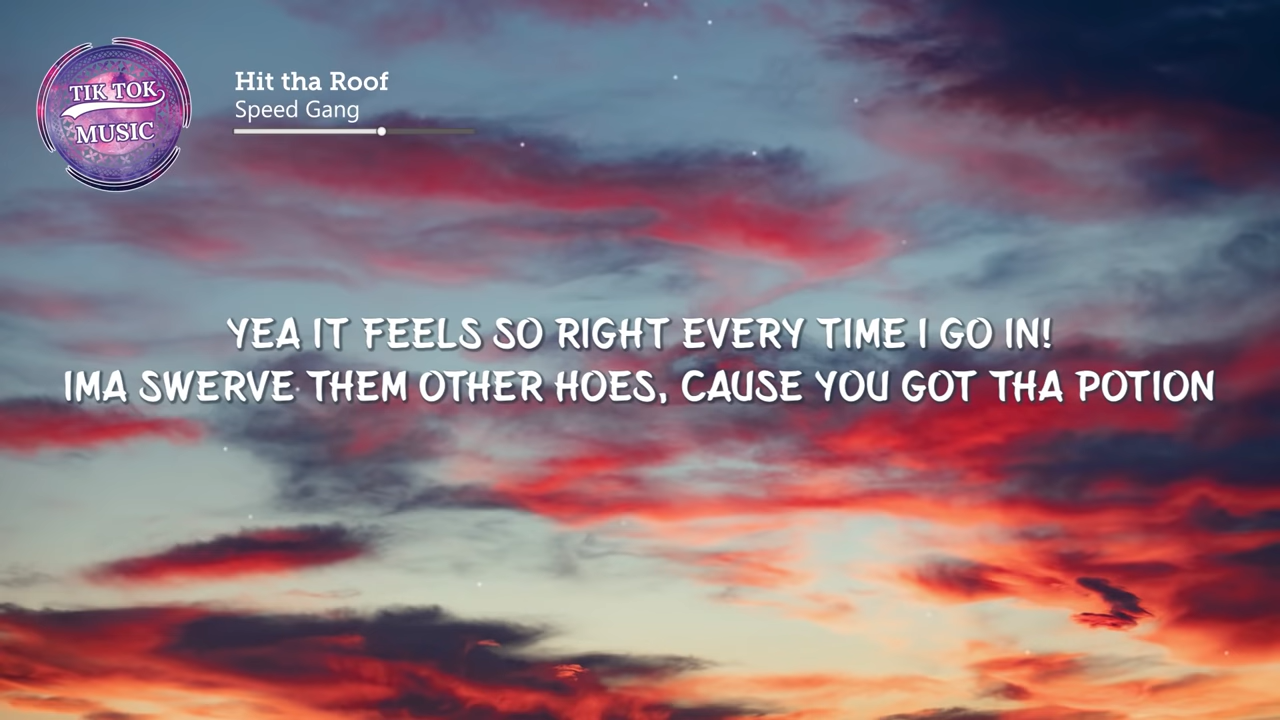 TIK TOK
MUSIC
Hit tha Roof
Speed Gang
YEA IT FEELS SO RIGHT EVERY TIME I GO IN!
IMA SWERVE THEM OTHER HOES, CAUSE YOU GOT THA POTION